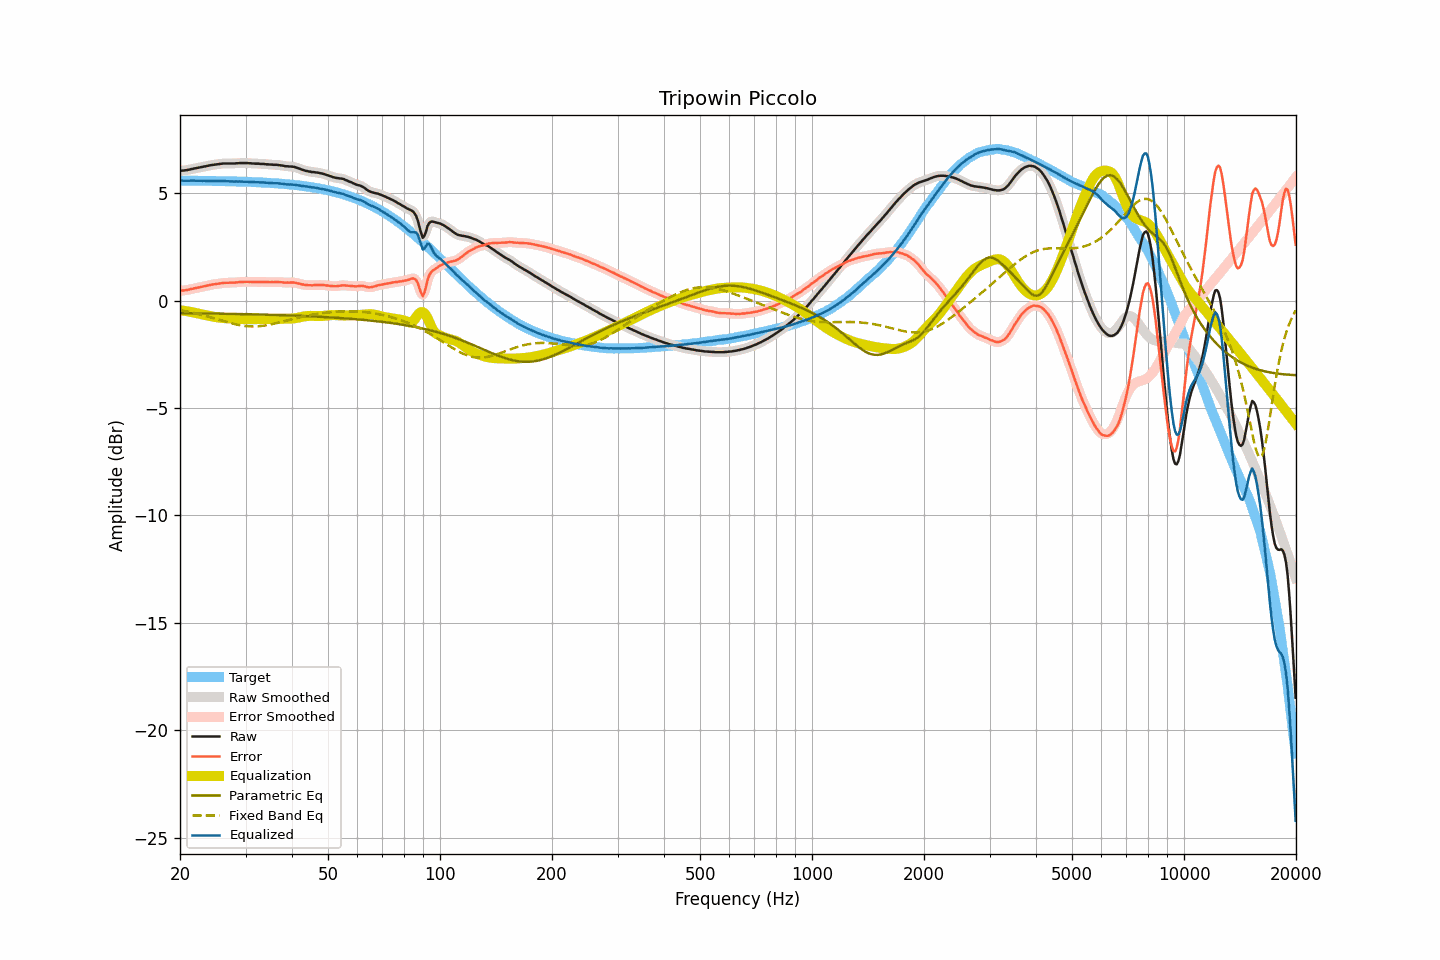 Tripowin Piccolo
Amplitude (dBr)
5
0
−5
−10
−15
−20
−25
Target
Raw Smoothed
Error Smoothed
Raw
Error
Equalization
Parametric Eq
Fixed Band Eq
Equalized
20 50 100 200 500 1000 2000 5000 10000 20000
Frequency (Hz)